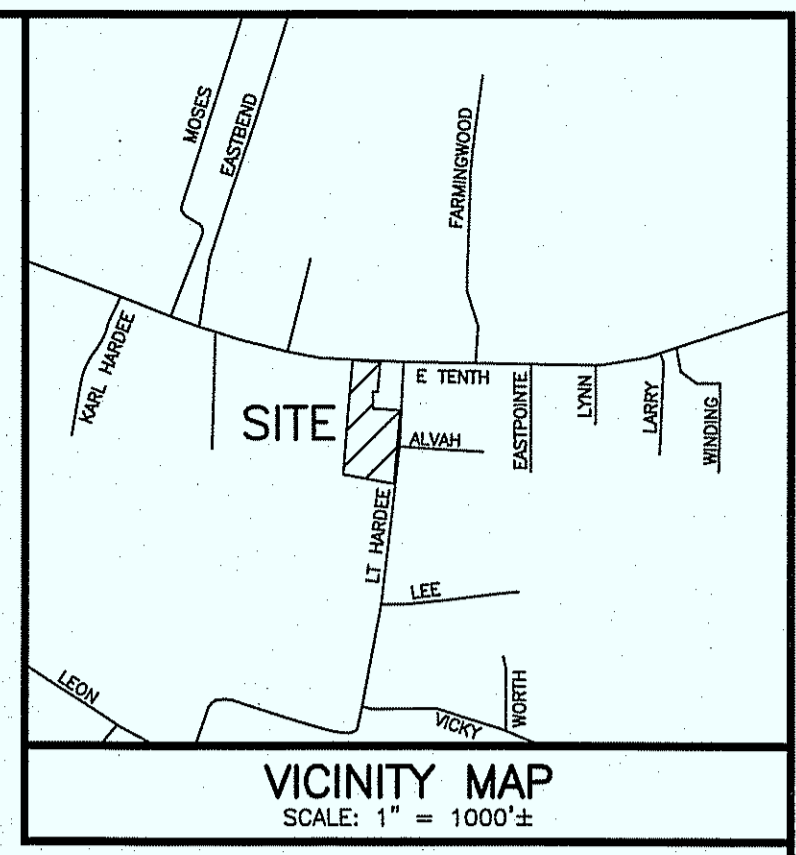 MOSES
EASTBEND
FARMINGWOOD
KARL HARDEE
E TENTH
SITE
EASTPOINTE
LYNN
LARRY
WINDING
ALVAH
LT HARDEE
LEE
LEON
WORTH
VICKY
VICINITY MAP
SCALE: 1" = 1000'±